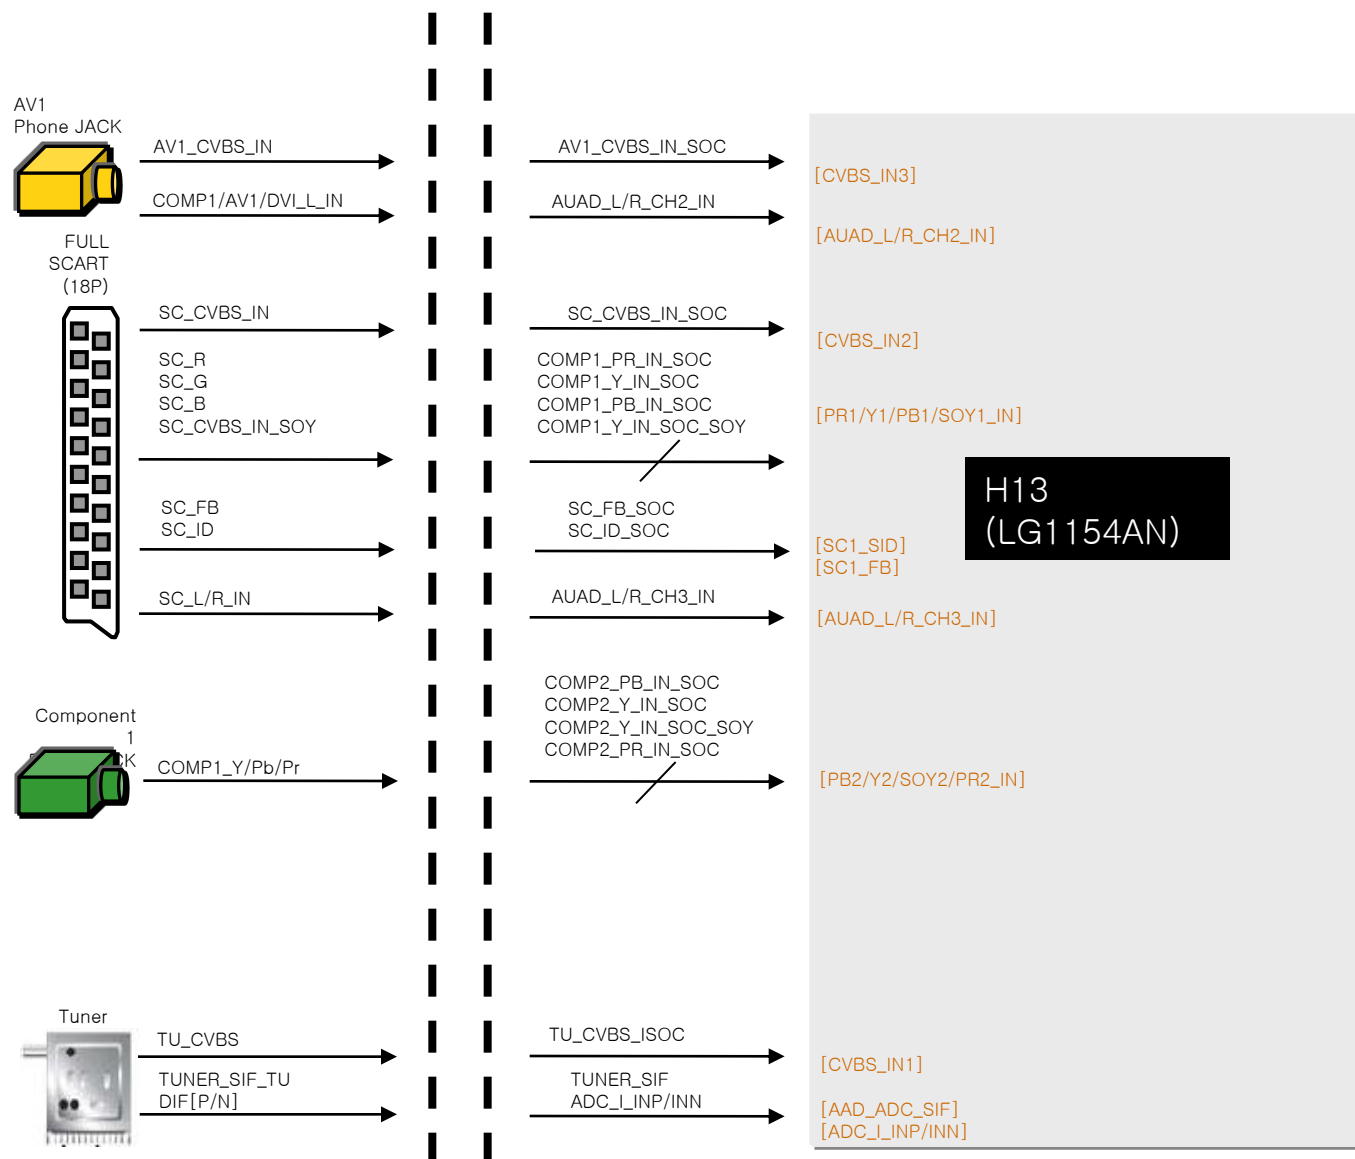 AV1
Phone JACK
AV1_CVBS_IN
AV1_CVBS_IN_SOC
[CVBS_IN3]
COMP1/AV1/DVI_L_IN
AUAD_L/R_CH2_IN
[AUAD_L/R_CH2_IN]
FULL
SCART
(18P)
SC_CVBS_IN
SC_CVBS_IN_SOC
[CVBS_IN2]
SC_R
SC_G
SC_B
SC_CVBS_IN_SOY
COMP1_PR_IN_SOC
COMP1_Y_IN_SOC
COMP1_PB_IN_SOC
COMP1_Y_IN_SOC_SOY
[PR1/Y1/PB1/SOY1_IN]
H13
(LG1154AN)
SC_FB
SC_ID
SC_FB_SOC
SC_ID_SOC
[SC1_SID]
[SC1_FB]
SC_L/R_IN
AUAD_L/R_CH3_IN
[AUAD_L/R_CH3_IN]
Component
1
CK
COMP1_Y/Pb/Pr
COMP2_PB_IN_SOC
COMP2_Y_IN_SOC
COMP2_Y_IN_SOC_SOY
COMP2_PR_IN_SOC
[PB2/Y2/SOY2/PR2_IN]
Tuner
TU_CVBS
TU_CVBS_ISOC
[CVBS_IN1]
TUNER_SIF_TU
DIF[P/N]
TUNER_SIF
ADC_I_INP/INN
[AAD_ADC_SIF]
[ADC_I_INP/INN]